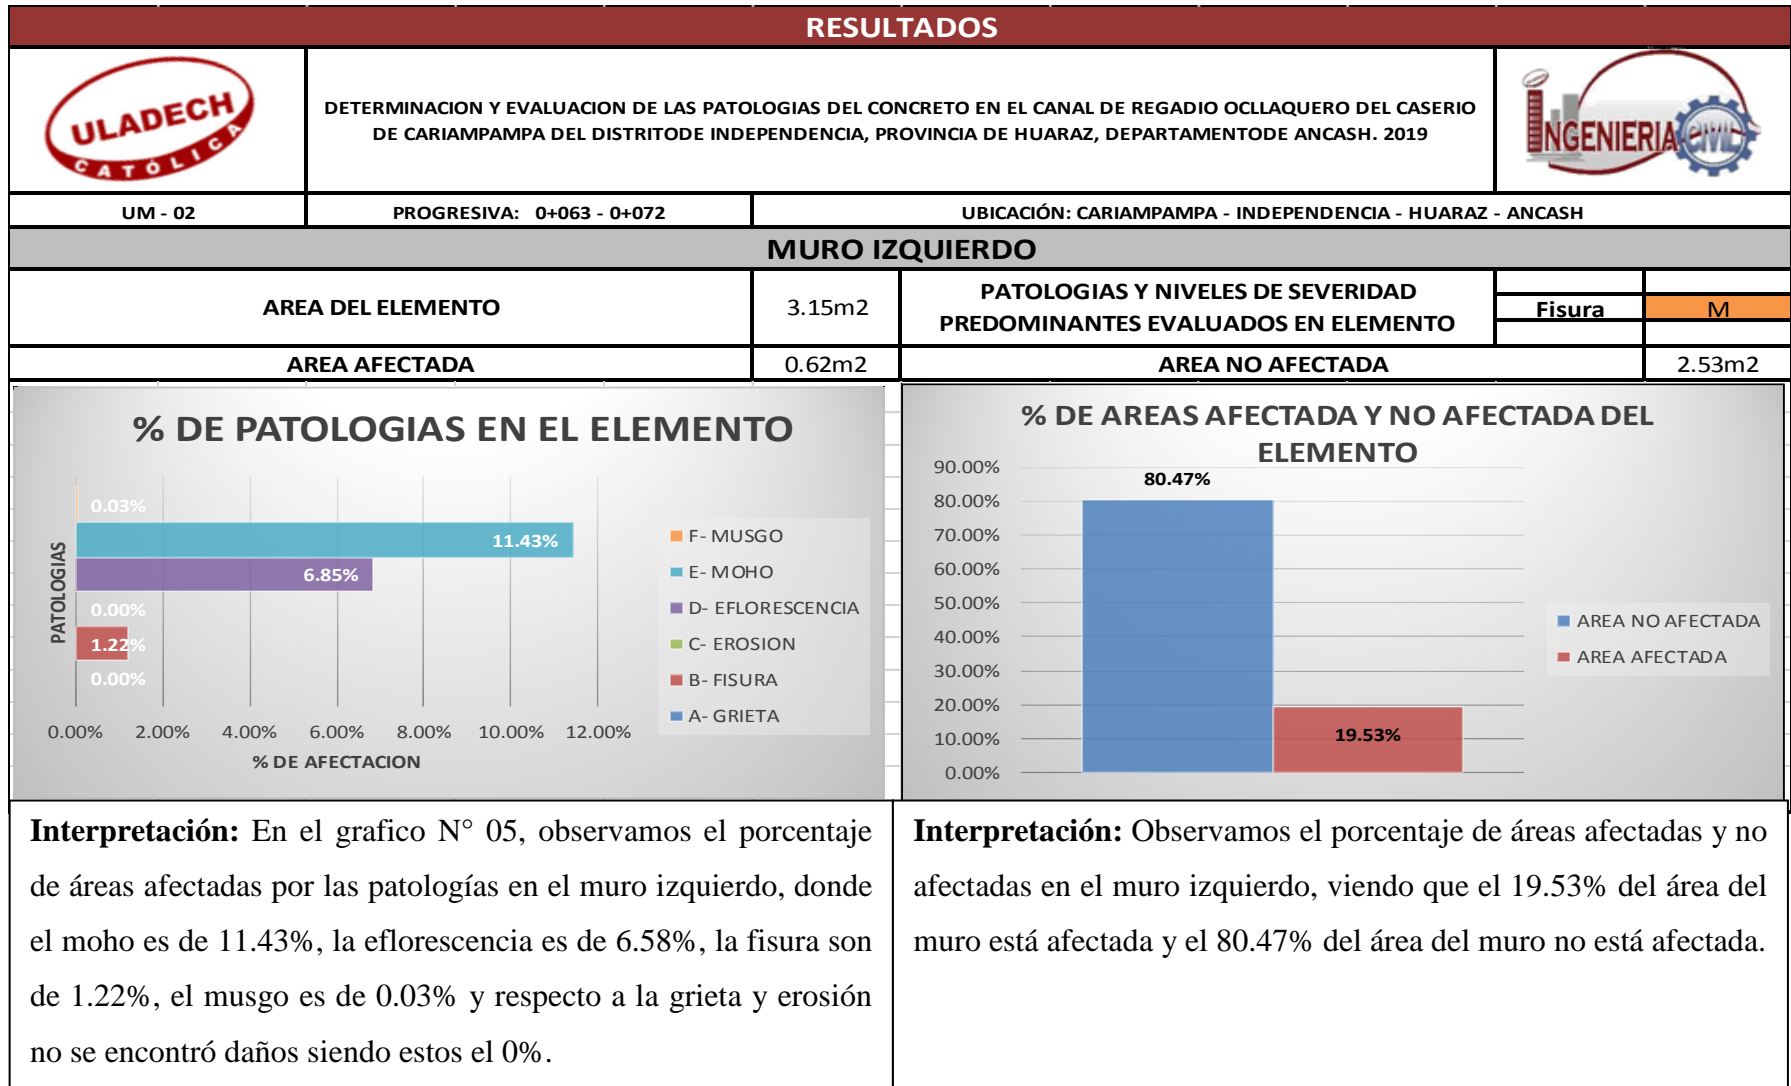 RESULTADOS
ULADECH
CATÓLICA
DETERMINACION Y EVALUACION DE LAS PATOLOGIAS DEL CONCRETO EN EL CANAL DE REGADIO OCLLAQUERO DEL CASERIO
DE CARIAMPAMPA DEL DISTRITODE INDEPENDENCIA, PROVINCIA DE HUARAZ, DEPARTAMENTODE ANCASH. 2019
INGENIERIA CIVIL
UM - 02
PROGRESIVA: 0+063 - 0+072
UBICACIÓN: CARIAMPAMPA - INDEPENDENCIA - HUARAZ - ANCASH
MURO IZQUIERDO
AREA DEL ELEMENTO
3.15m2
PATOLOGIAS Y NIVELES DE SEVERIDAD
PREDOMINANTES EVALUADOS EN ELEMENTO
Fisura
M
AREA AFECTADA
0.62m2
AREA NO AFECTADA
2.53m2
% DE PATOLOGIAS EN EL ELEMENTO
PATOLOGIAS
0.03%
11.43%
6.85%
0.00%
1.22%
0.00%
0.00% 2.00% 4.00% 6.00% 8.00% 10.00% 12.00%
% DE AFECTACION
F- MUSGO
E- MOHO
D- EFLORESCENCIA
C- EROSION
B- FISURA
A- GRIETA
% DE AREAS AFECTADA Y NO AFECTADA DEL
ELEMENTO
90.00%
80.00%
70.00%
60.00%
50.00%
40.00%
30.00%
20.00%
10.00%
0.00%
80.47%
19.53%
AREA NO AFECTADA
AREA AFECTADA
Interpretación: En el grafico N° 05, observamos el porcentaje
de áreas afectadas por las patologías en el muro izquierdo, donde
el moho es de 11.43%, la eflorescencia es de 6.58%, la fisura son
de 1.22%, el musgo es de 0.03% y respecto a la grieta y erosión
no se encontró daños siendo estos el 0%.
Interpretación: Observamos el porcentaje de áreas afectadas y no
afectadas en el muro izquierdo, viendo que el 19.53% del área del
muro está afectada y el 80.47% del área del muro no está afectada.